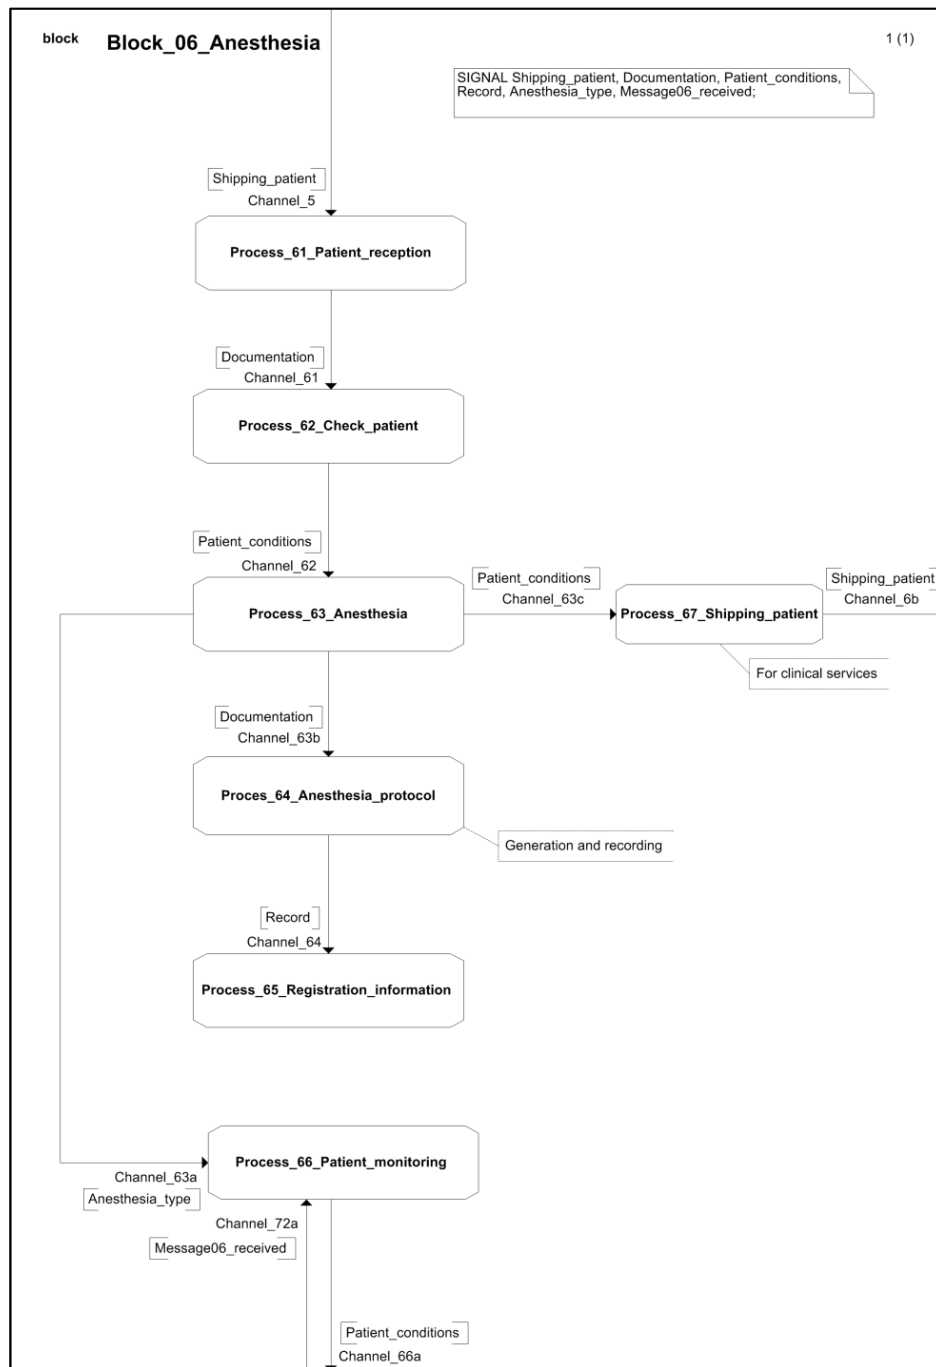 block Block_06_Anesthesia 1 (1)
SIGNAL Shipping_patient, Documentation, Patient_conditions,
Record, Anesthesia_type, Message06_received;
Shipping_patient
Channel_5
Process_61_Patient_reception
Documentation
Channel_61
Process_62_Check_patient
Patient_conditions
Channel_62
Process_63_Anesthesia
Patient_conditions
Channel_63c
Process_67_Shipping_patient
Shipping_patient
Channel_6b
For clinical services
Documentation
Channel_63b
Proces_64_Anesthesia_protocol
Generation and recording
Record
Channel_64
Process_65_Registration_information
Process_66_Patient_monitoring
Channel_63a
Anesthesia_type
Channel_72a
Message06_received
Patient_conditions
Channel_66a